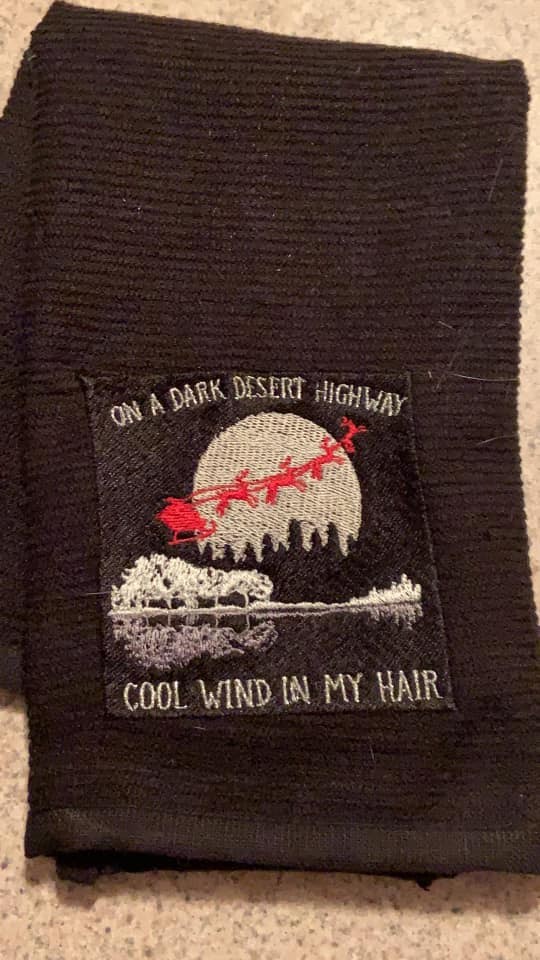 ON A DARK DESERT HIGHWAY
COOL WIND IN MY HAIR